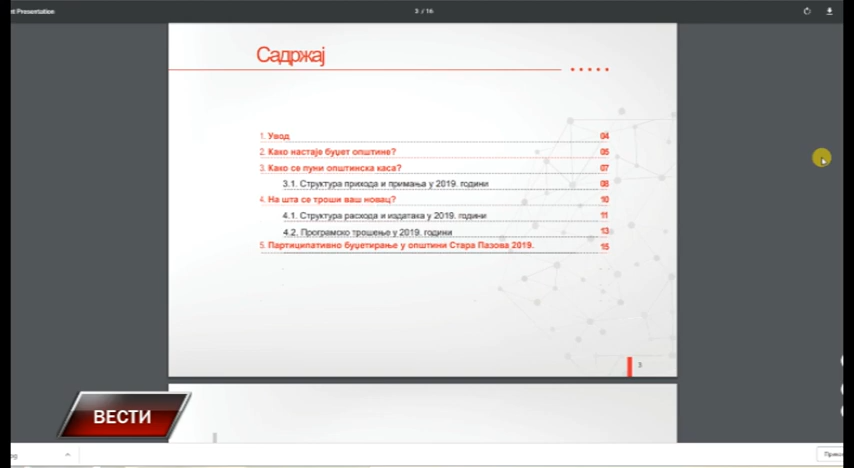 nt Presentation
3 / 16
Садржај
1. Увод 04
2. Како настаје буџет општине? 05
3. Како се пуни општинска каса? 07
3.1. Структура прихода и примања у 2019. години 08
4. На шта се троши ваш новац? 10
4.1. Структура расхода и издатака у 2019. години 11
4.2. Програмско трошење у 2019. години 13
5. Партиципативно буџетирање у општини Стара Пазова 2019. 15
3
ВЕСТИ